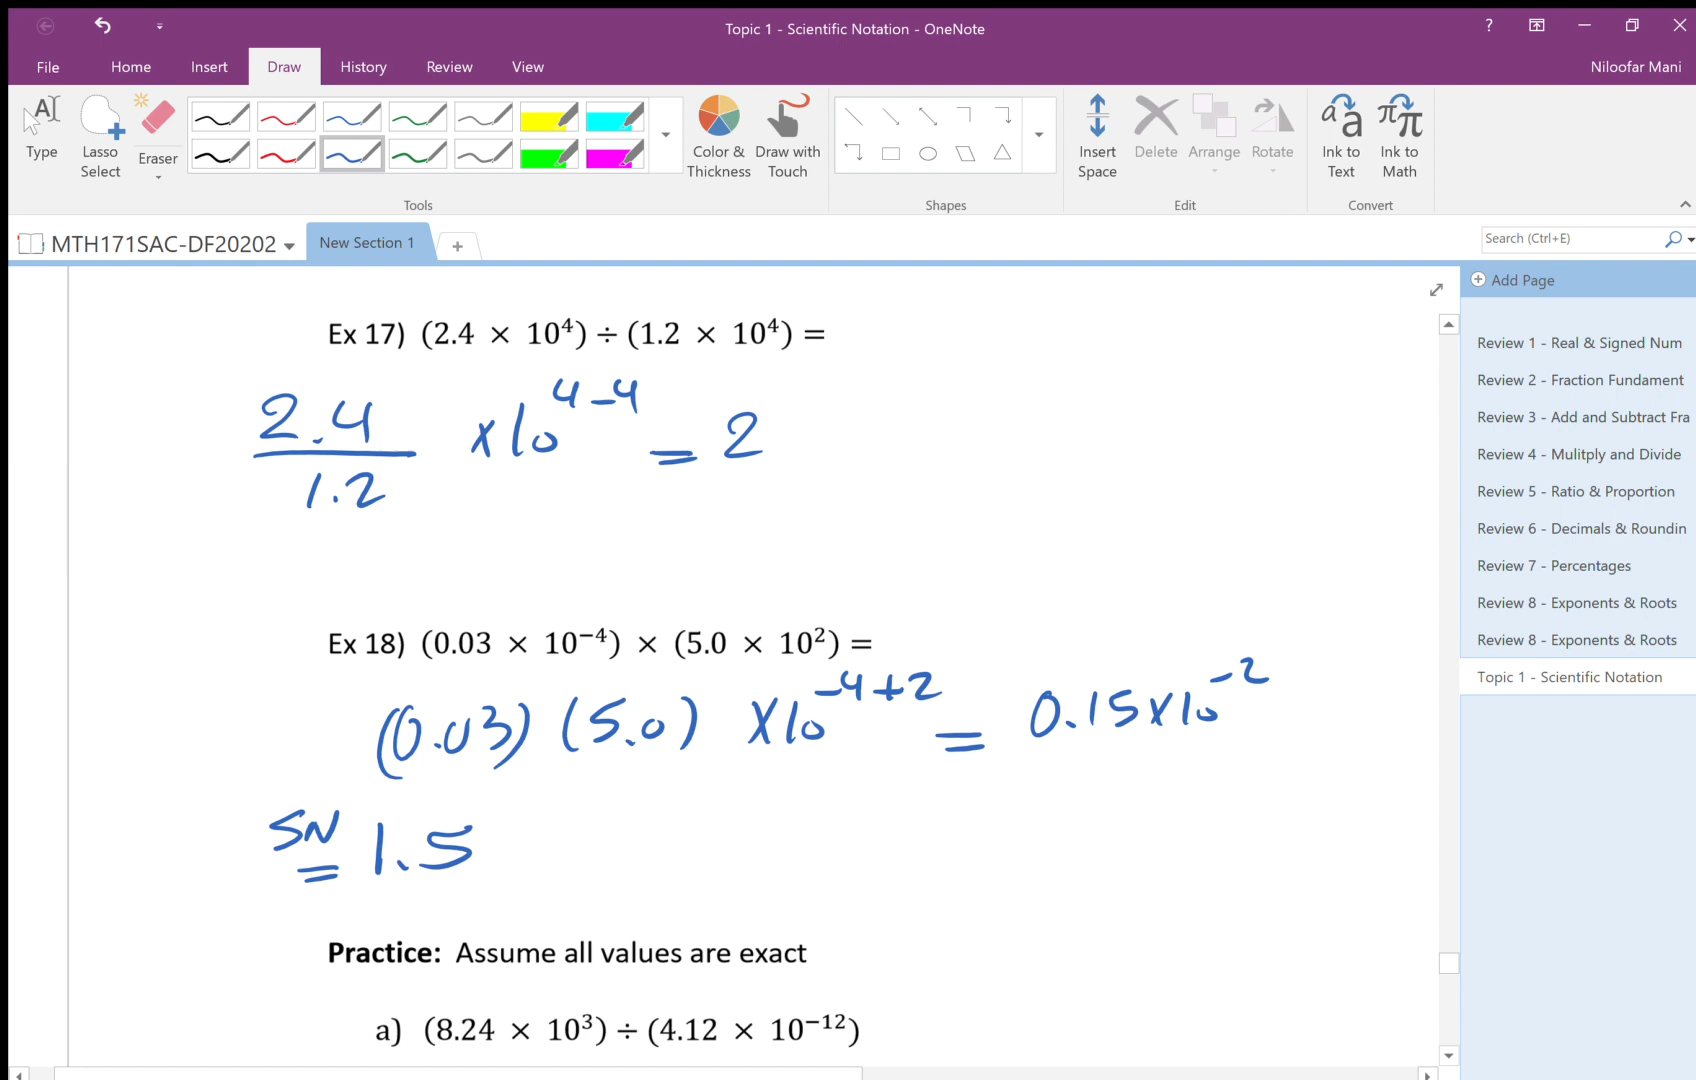 Topic 1 - Scientific Notation - OneNote
?
File Home Insert Draw History Review View
Niloofar Mani
Type
Lasso Select
Eraser
Color & Thickness
Draw with Touch
Insert Space
Delete
Arrange
Rotate
Ink to Text
Ink to Math
Tools
Shapes
Edit
Convert
MTH171SAC-DF20202
New Section 1
+
Search (Ctrl+E)
Add Page
Review 1 - Real & Signed Num
Review 2 - Fraction Fundament
Review 3 - Add and Subtract Fra
Review 4 - Mulitply and Divide
Review 5 - Ratio & Proportion
Review 6 - Decimals & Roundin
Review 7 - Percentages
Review 8 - Exponents & Roots
Review 8 - Exponents & Roots
Topic 1 - Scientific Notation
Ex 17) (2.4 × 10⁴) ÷ (1.2 × 10⁴) =
2.4/1.2 x10⁴⁻⁴ = 2
Ex 18) (0.03 × 10⁻⁴) × (5.0 × 10²) =
(0.03) (5.0) x10⁻⁴⁺² = 0.15x10⁻²
SN = 1.5
Practice: Assume all values are exact
a) (8.24 × 10³) ÷ (4.12 × 10⁻¹²)